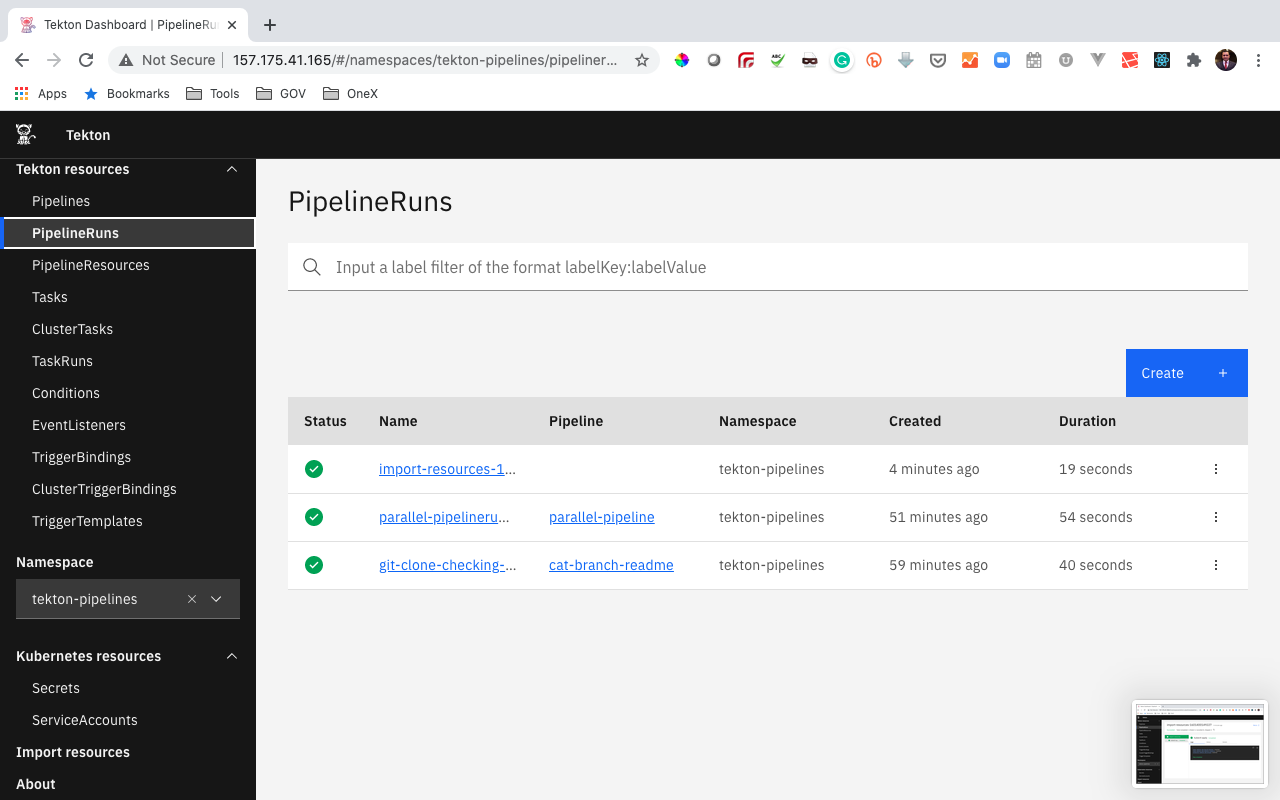 Tekton Dashboard | PipelineRu
Not Secure
157.175.41.165/#/namespaces/tekton-pipelines/pipeliner...
Apps
Bookmarks
Tools
GOV
OneX
Tekton
Tekton resources
Pipelines
PipelineRuns
PipelineResources
Tasks
ClusterTasks
TaskRuns
Conditions
EventListeners
TriggerBindings
ClusterTriggerBindings
TriggerTemplates
Namespace
tekton-pipelines
Kubernetes resources
Secrets
ServiceAccounts
Import resources
About
PipelineRuns
Input a label filter of the format labelKey:labelValue
Create +
Status Name Pipeline Namespace Created Duration
import-resources-1... tekton-pipelines 4 minutes ago 19 seconds
parallel-pipelineru... parallel-pipeline tekton-pipelines 51 minutes ago 54 seconds
git-clone-checking-... cat-branch-readme tekton-pipelines 59 minutes ago 40 seconds